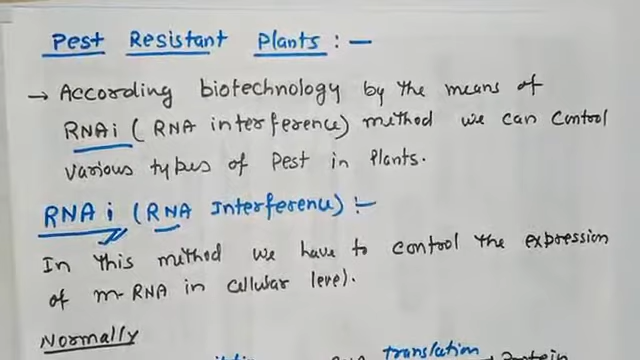 Pest Resistant Plants :-
→ According biotechnology by the means of
RNAi ( RNA interference) method we can control
various types of Pest in Plants.
RNA i (RNA Interference) :-
In this method we have to control the expression
of m-RNA in cellular level.
Normally
translation